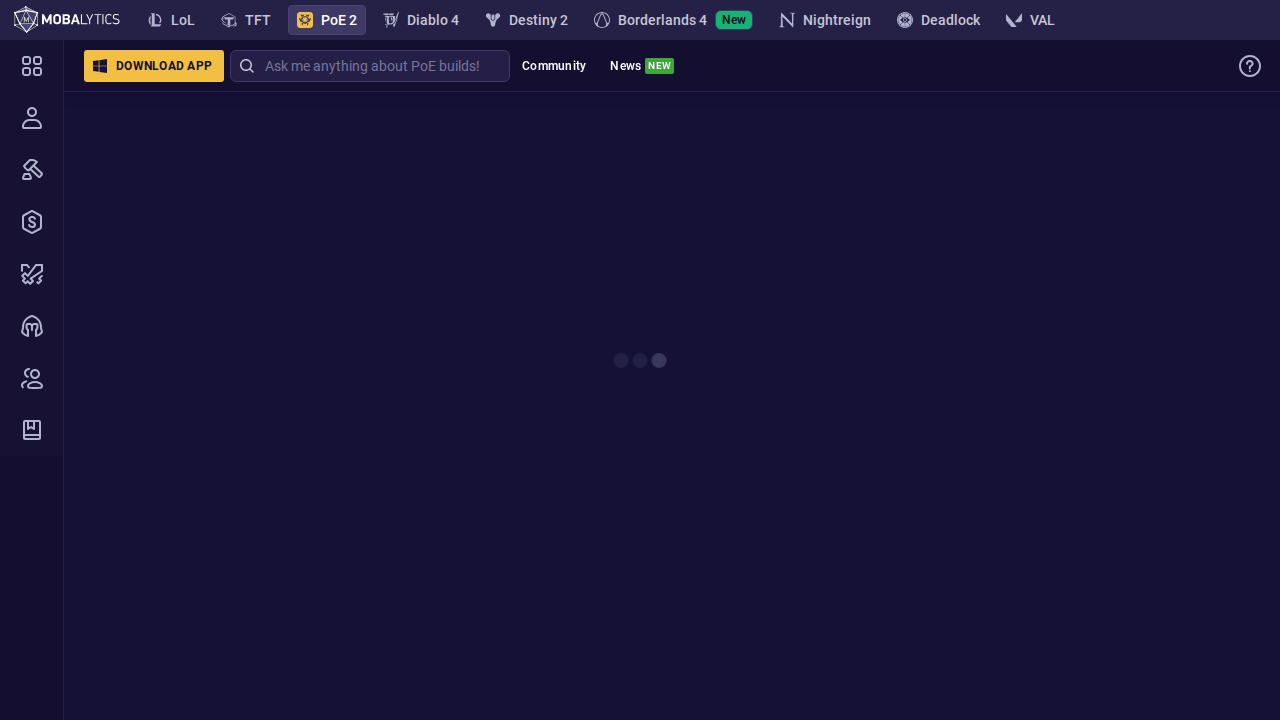 MOBALYTICS LoL TFT PoE 2 Diablo 4 Destiny 2 Borderlands 4 New Nightreign Deadlock VAL
DOWNLOAD APP Ask me anything about PoE builds! Community News NEW